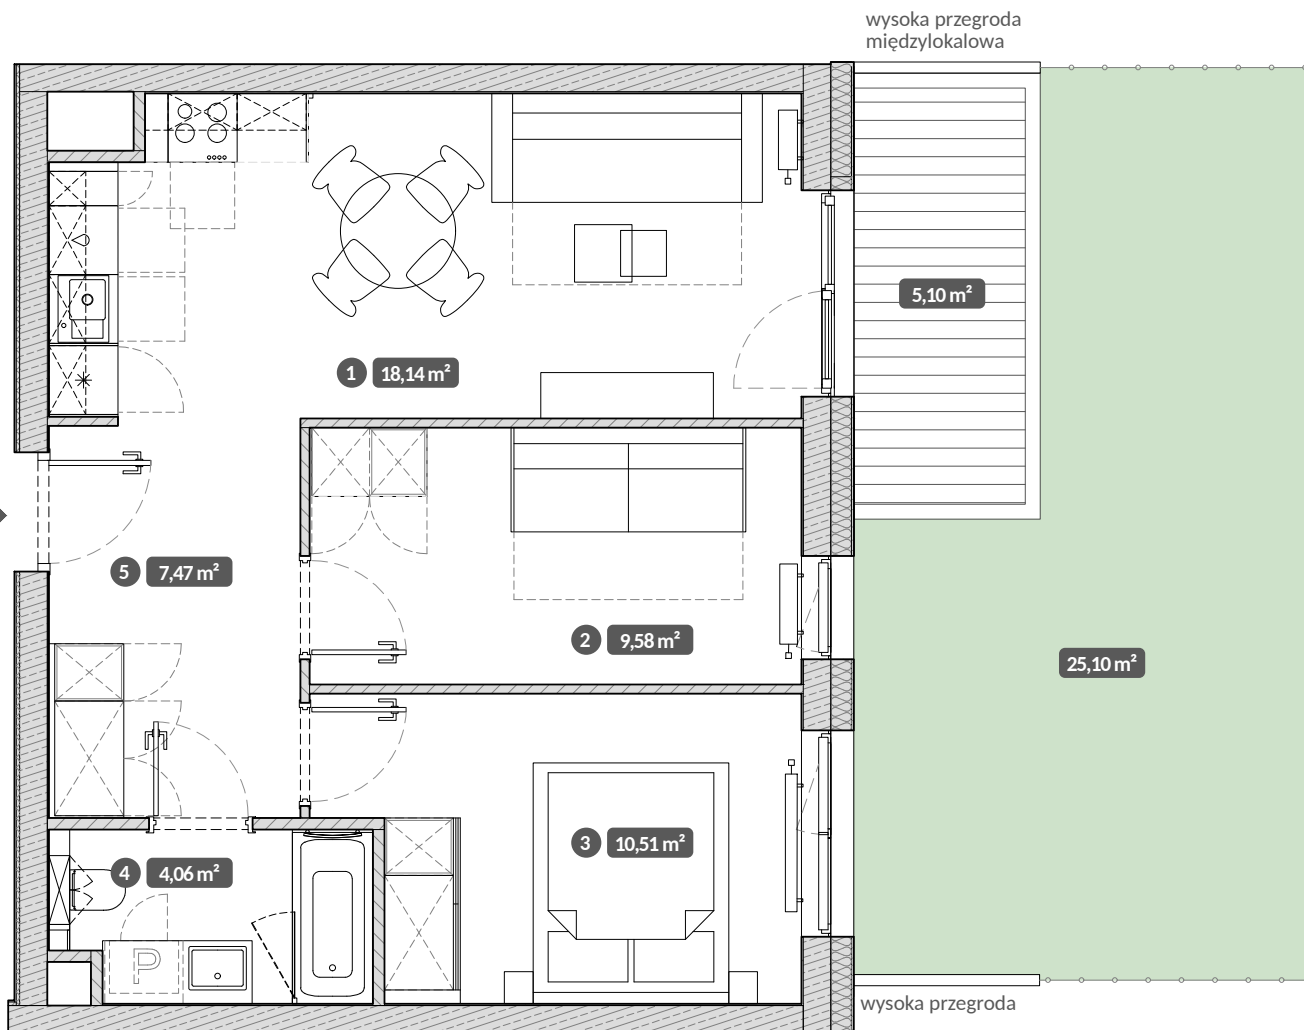 wysoka przegroda
międzylokalowa
5,10 m²
1 18,14 m²
5 7,47 m²
2 9,58 m²
25,10 m²
3 10,51 m²
4 4,06 m²
P
wysoka przegroda